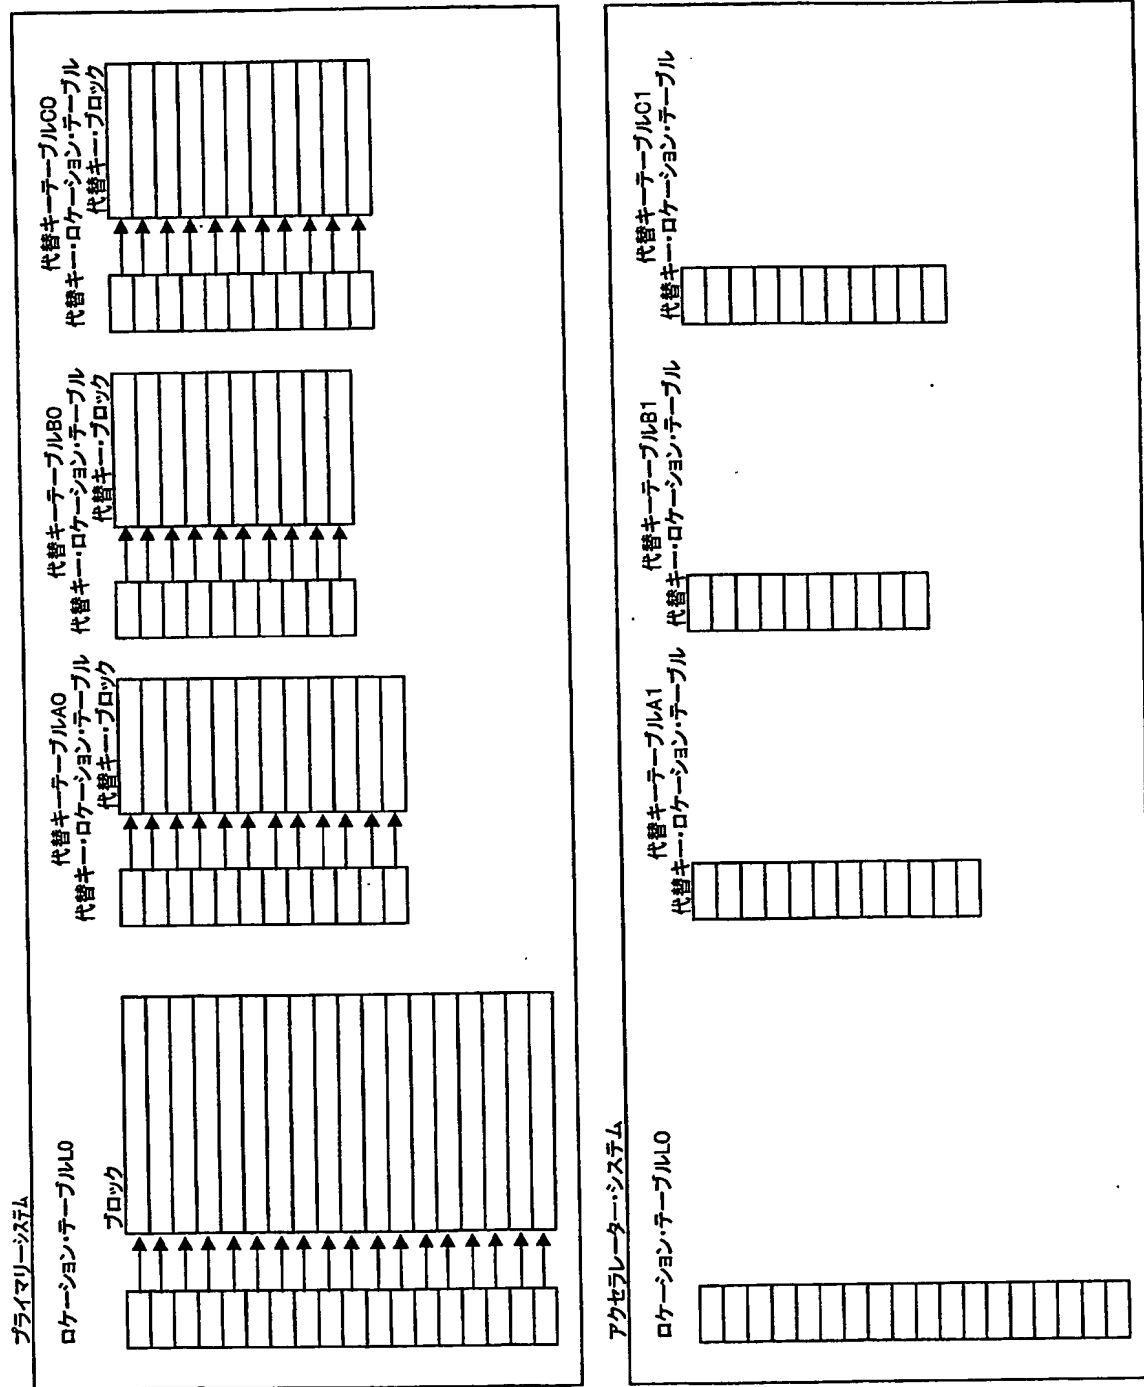 プライマリーシステム
ロケーション・テーブルL0
ブロック
代替キーテーブルA0
代替キー・ロケーション・テーブル
代替キー・ブロック
代替キーテーブルB0
代替キー・ロケーション・テーブル
代替キー・ブロック
代替キーテーブルC0
代替キー・ロケーション・テーブル
代替キー・ブロック
アクセラレーター・システム
ロケーション・テーブルL0
代替キーテーブルA1
代替キー・ロケーション・テーブル
代替キーテーブルB1
代替キー・ロケーション・テーブル
代替キーテーブルC1
代替キー・ロケーション・テーブル